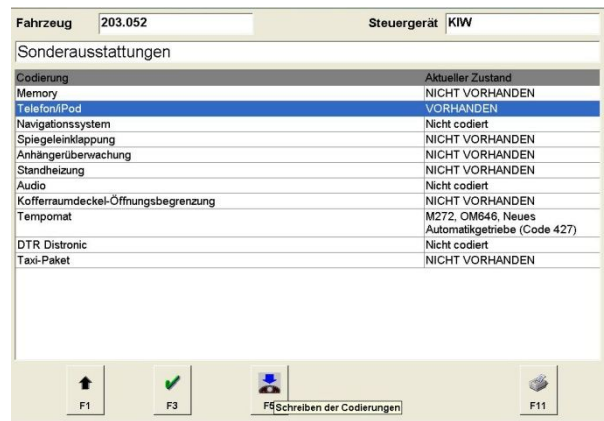 Fahrzeug 203.052 Steuergerät KIW
Sonderausstattungen
Codierung Aktueller Zustand
Memory NICHT VORHANDEN
Telefon/iPod VORHANDEN
Navigationssystem Nicht codiert
Spiegeleinklappung NICHT VORHANDEN
Anhängerüberwachung NICHT VORHANDEN
Standheizung NICHT VORHANDEN
Audio Nicht codiert
Kofferraumdeckel-Öffnungsbegrenzung NICHT VORHANDEN
Tempomat M272, OM646, Neues
Automatikgetriebe (Code 427)
DTR Distronic Nicht codiert
Taxi-Paket NICHT VORHANDEN
F1 F3 Schreiben der Codierungen F11